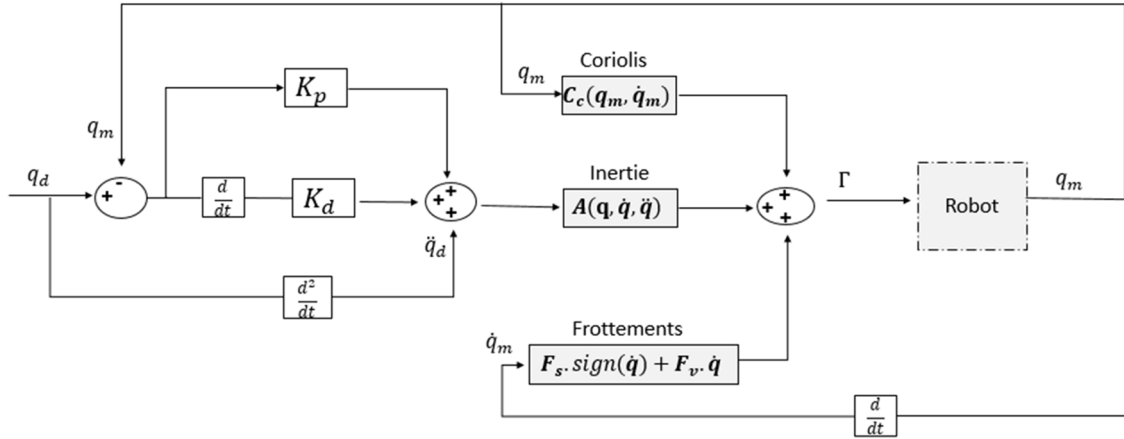 Coriolis
q_m
C_c(q_m, q̇_m)
K_p
q_m
q_d
+
-
d/dt
K_d
+
+
+
q̈_d
d²/dt
Inertie
A(q, q̇, q̈)
+
+
+
Γ
Robot
q_m
Frottements
q̇_m
F_s.sign(q̇) + F_v.q̇
d/dt